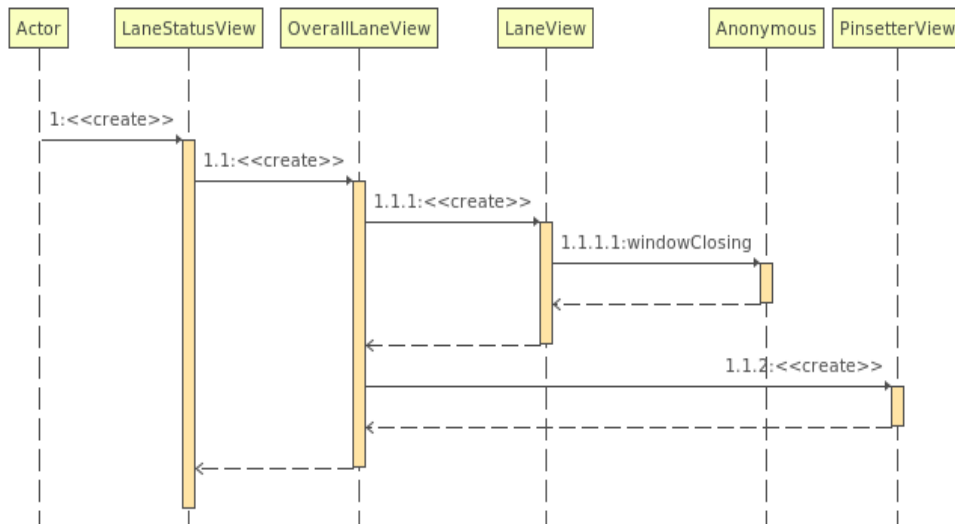 Actor
LaneStatusView
OverallLaneView
LaneView
Anonymous
PinsetterView
1:<<create>>
1.1:<<create>>
1.1.1:<<create>>
1.1.1.1:windowClosing
1.1.2:<<create>>